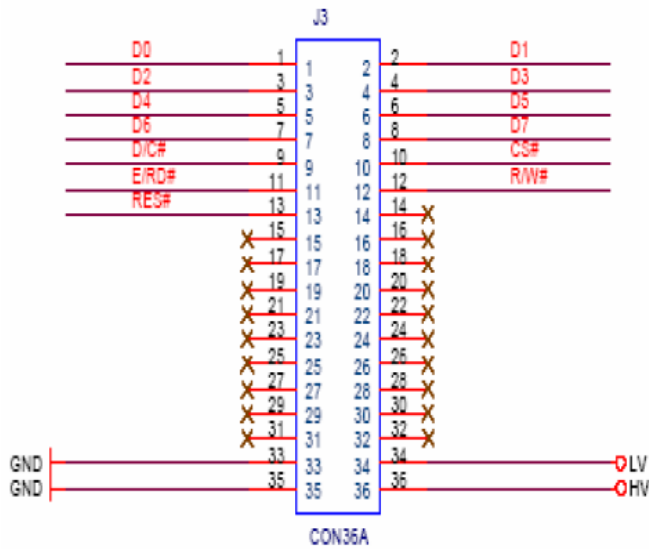 J3
D0 1 1 2 2 D1
D2 3 3 4 4 D3
D4 5 5 6 6 D5
D6 7 7 8 8 D7
D/C# 9 9 10 10 CS#
E/RD# 11 11 12 12 R/W#
RES# 13 13 14 14
15 15 16 16
17 17 18 18
19 19 20 20
21 21 22 22
23 23 24 24
25 25 26 26
27 27 28 28
29 29 30 30
31 31 32 32
GND 33 33 34 34 LV
GND 35 35 36 36 HV
CON36A